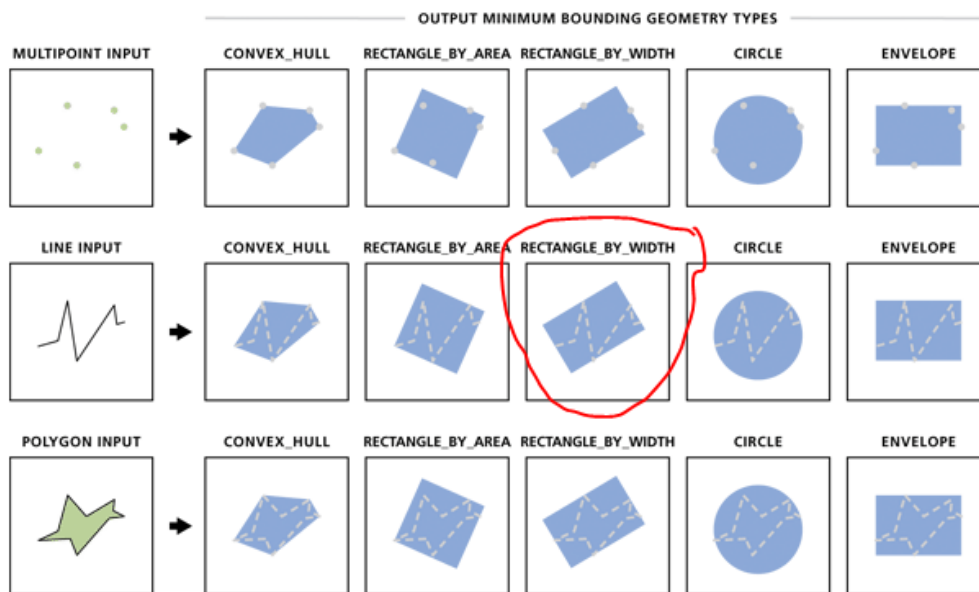 OUTPUT MINIMUM BOUNDING GEOMETRY TYPES
MULTIPOINT INPUT CONVEX_HULL RECTANGLE_BY_AREA RECTANGLE_BY_WIDTH CIRCLE ENVELOPE
LINE INPUT CONVEX_HULL RECTANGLE_BY_AREA RECTANGLE_BY_WIDTH CIRCLE ENVELOPE
POLYGON INPUT CONVEX_HULL RECTANGLE_BY_AREA RECTANGLE_BY_WIDTH CIRCLE ENVELOPE